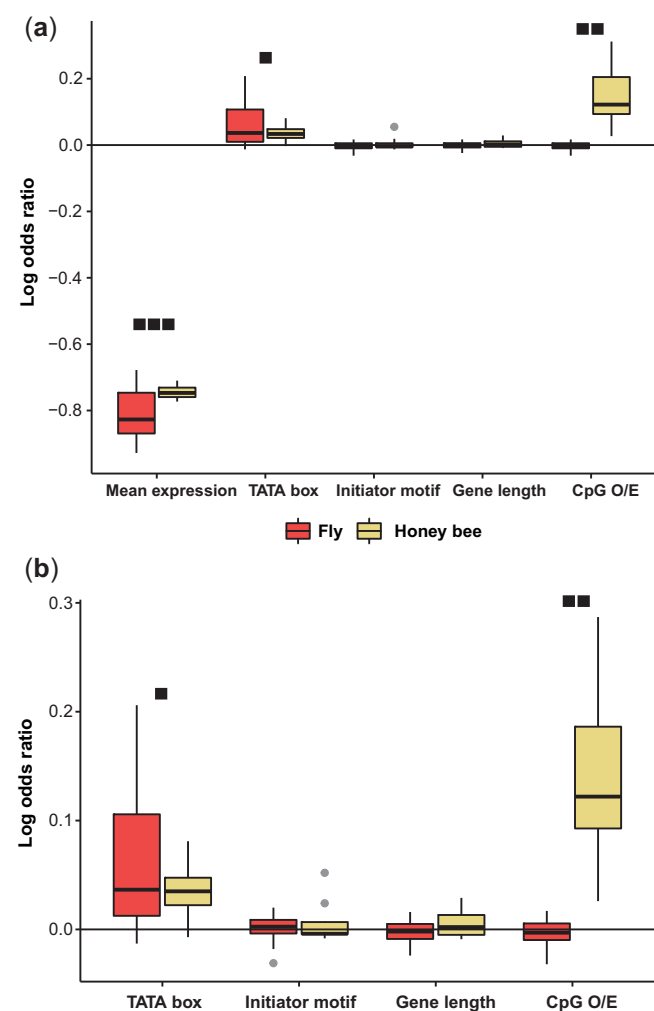 (a)
Log odds ratio
0.2
0.0
−0.2
−0.4
−0.6
−0.8
Mean expression TATA box Initiator motif Gene length CpG O/E
Fly Honey bee
(b)
Log odds ratio
0.3
0.2
0.1
0.0
TATA box Initiator motif Gene length CpG O/E